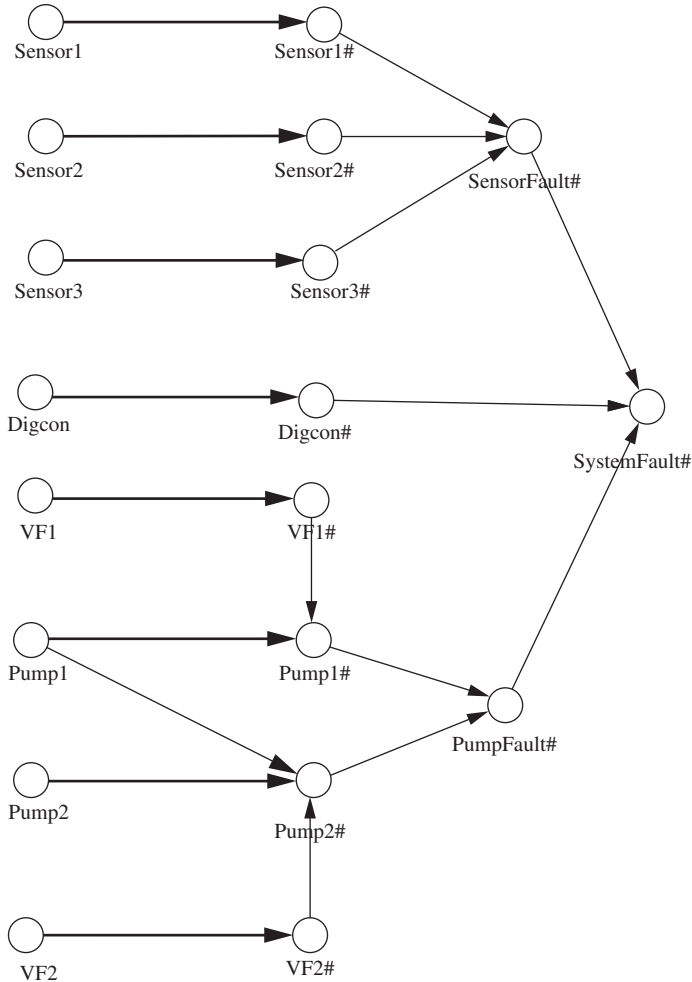 Sensor1
Sensor1#
Sensor2
Sensor2#
SensorFault#
Sensor3
Sensor3#
Digcon
Digcon#
SystemFault#
VF1
VF1#
Pump1
Pump1#
PumpFault#
Pump2
Pump2#
VF2
VF2#